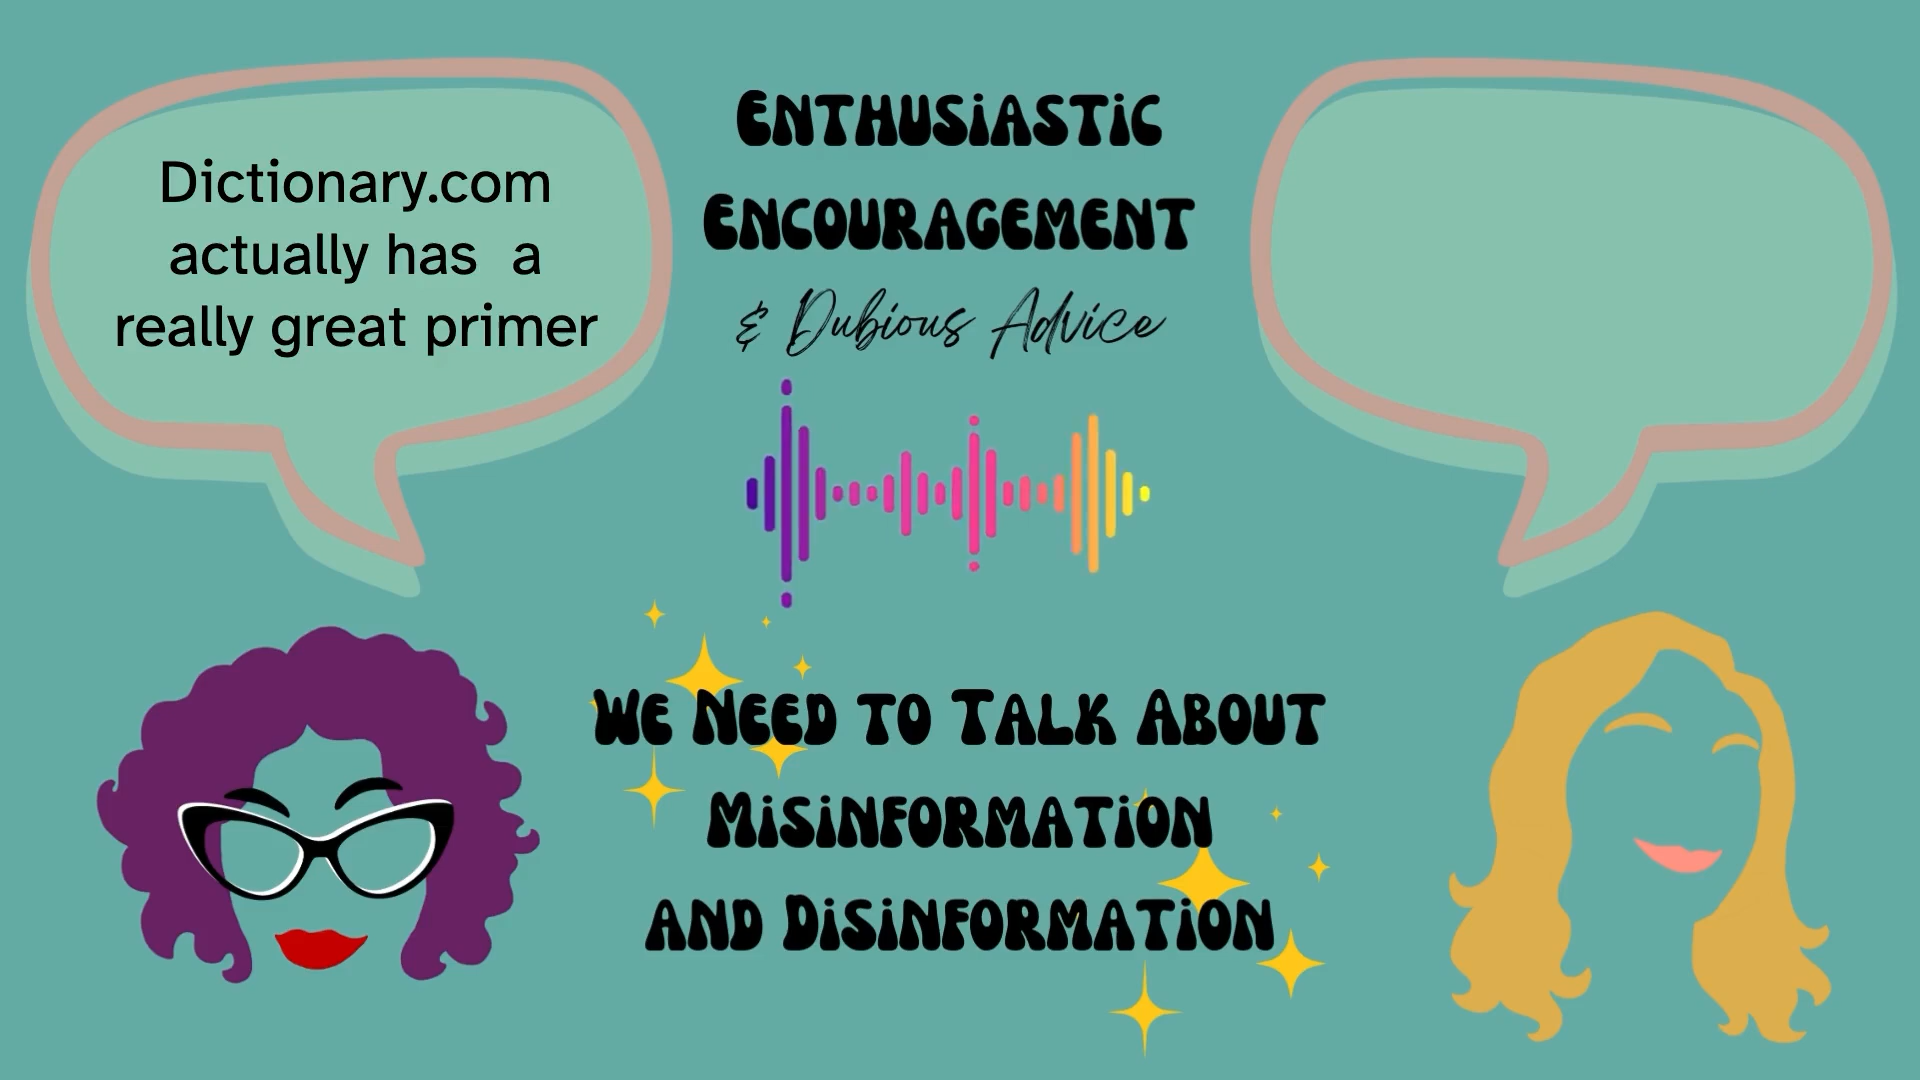 Dictionary.com
actually has a
really great primer
Enthusiastic
Encouragement
& Dubious Advice
We Need to Talk About
Misinformation
and Disinformation